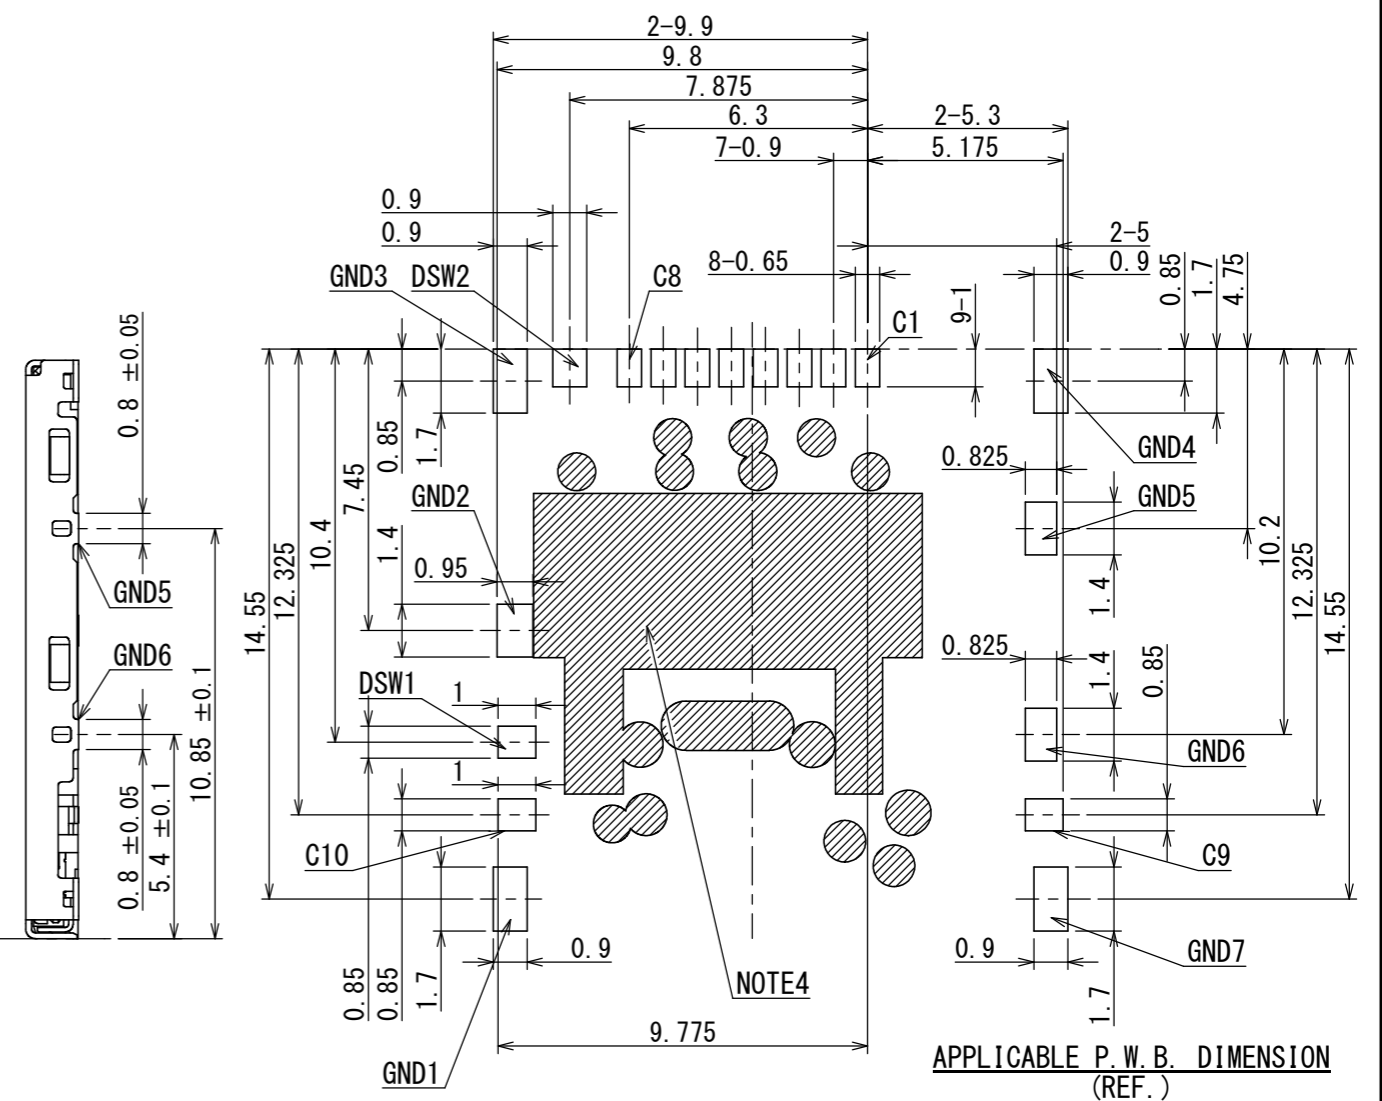 2-9.9
9.8
7.875
6.3
2-5.3
7-0.9
5.175
0.9
0.9
2-5
8-0.65
0.9
GND3
DSW2
C8
C1
9-1
0.85
1.7
4.75
0.8 ±0.05
0.85
1.7
7.45
GND4
0.825
GND2
GND5
1.4
10.4
12.325
14.55
0.95
10.2
12.325
14.55
1.4
GND5
GND6
0.825
1.4
0.85
DSW1
1
GND6
1
10.85 ±0.1
5.4 ±0.1
0.8 ±0.05
C10
C9
0.85
0.85
1.7
0.9
0.9
GND7
NOTE4
1.7
9.775
GND1
APPLICABLE P.W.B. DIMENSION
(REF.)